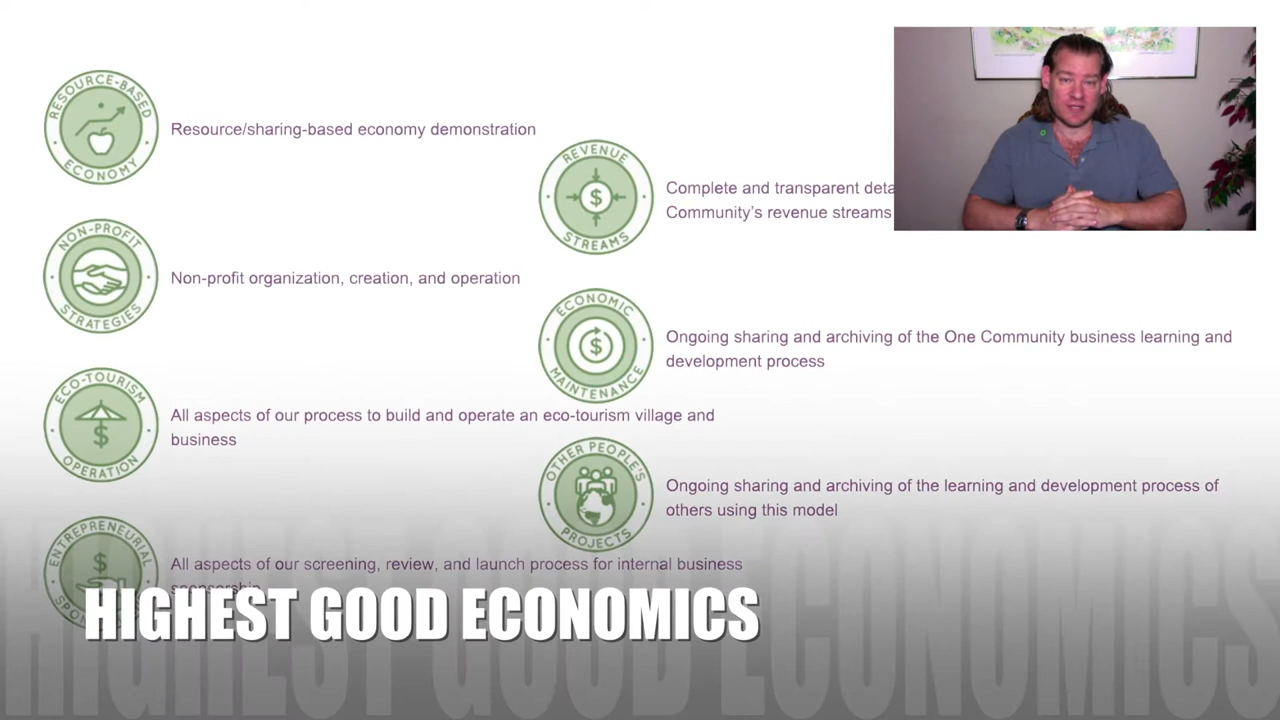 RESOURCE-BASED
ECONOMY
Resource/sharing-based economy demonstration
NON-PROFIT
STRATEGIES
Non-profit organization, creation, and operation
ECO-TOURISM
$
OPERATION
All aspects of our process to build and operate an eco-tourism village and
business
ENTREPRENEURIAL
$
All aspects of our screening, review, and launch process for internal business
sponsorship
REVENUE
$
STREAMS
Complete and transparent
Community's revenue streams
ECONOMIC
$
MAINTENANCE
Ongoing sharing and archiving of the One Community business learning and
development process
OTHER PEOPLE'S
PROJECTS
Ongoing sharing and archiving of the learning and development process of
others using this model
HIGHEST GOOD ECONOMICS
HIGHEST GOOD ECONOMICS